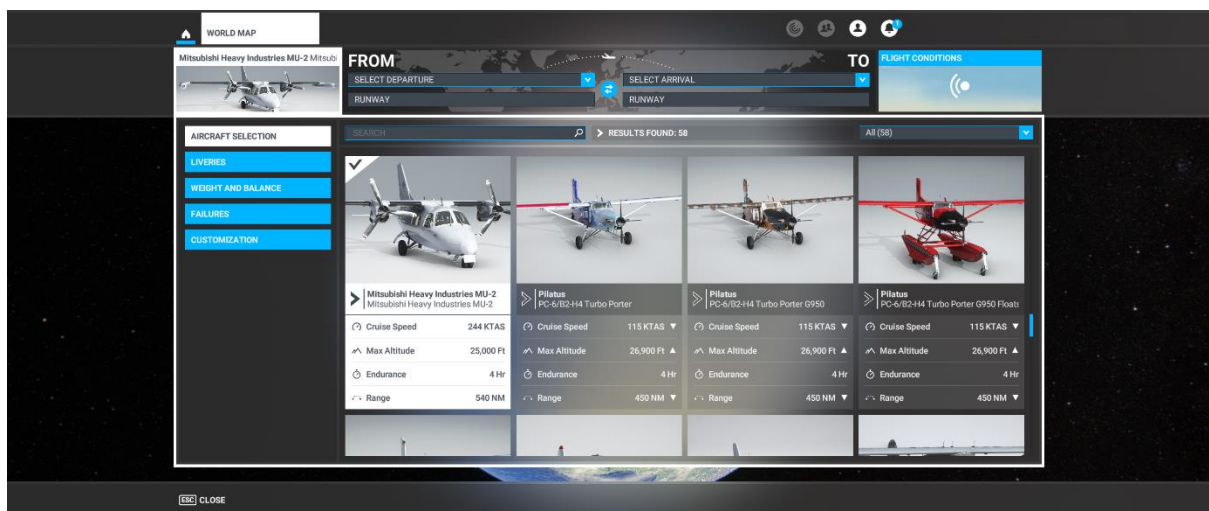 WORLD MAP
1
Mitsubishi Heavy Industries MU-2 Mitsubi
FROM
TO
SELECT DEPARTURE
SELECT ARRIVAL
RUNWAY
RUNWAY
FLIGHT CONDITIONS
AIRCRAFT SELECTION
LIVERIES
WEIGHT AND BALANCE
FAILURES
CUSTOMIZATION
SEARCH
RESULTS FOUND: 58
All (58)
Mitsubishi Heavy Industries MU-2
Mitsubishi Heavy Industries MU-2
Cruise Speed 244 KTAS
Max Altitude 25,000 Ft
Endurance 4 Hr
Range 540 NM
Pilatus
PC-6/B2-H4 Turbo Porter
Cruise Speed 115 KTAS ▼
Max Altitude 26,900 Ft ▲
Endurance 4 Hr
Range 450 NM ▼
Pilatus
PC-6/B2-H4 Turbo Porter G950
Cruise Speed 115 KTAS ▼
Max Altitude 26,900 Ft ▲
Endurance 4 Hr
Range 450 NM ▼
Pilatus
PC-6/B2-H4 Turbo Porter G950 Floats
Cruise Speed 115 KTAS ▼
Max Altitude 26,900 Ft ▲
Endurance 4 Hr
Range 450 NM ▼
ESC CLOSE